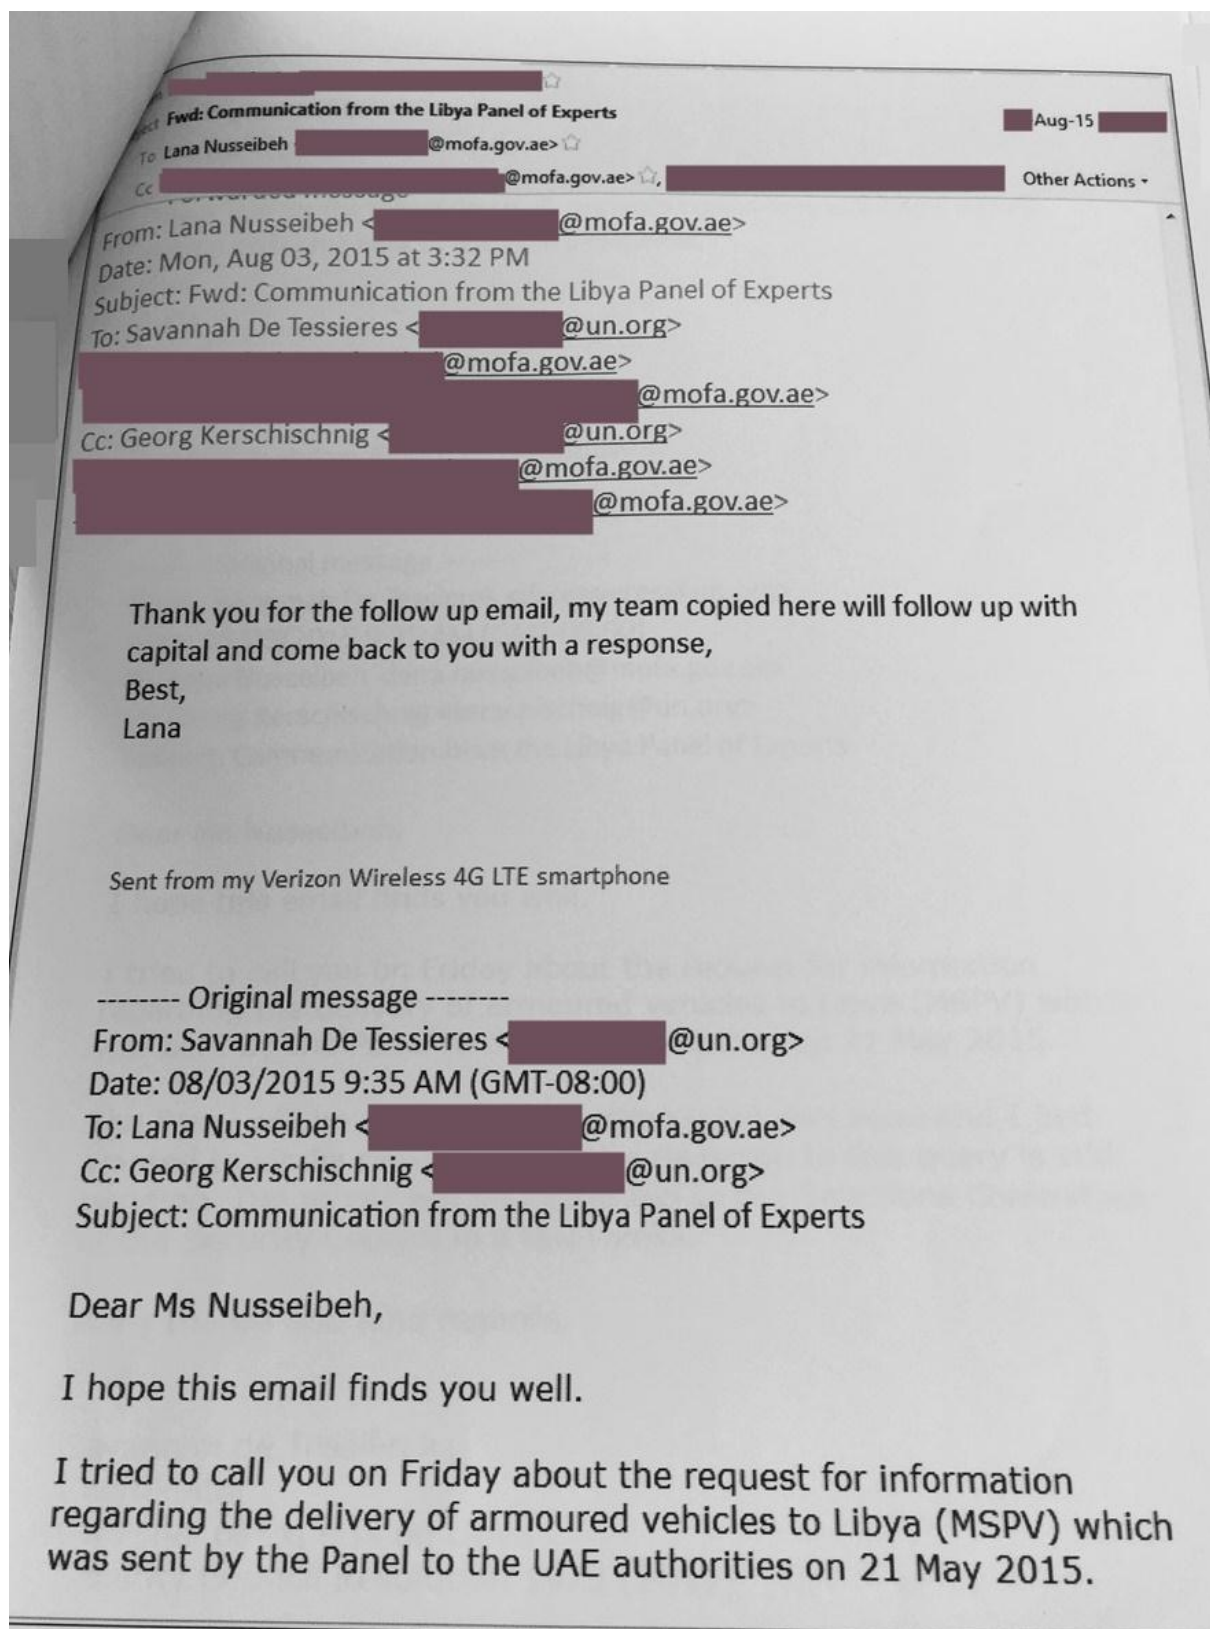 Fwd: Communication from the Libya Panel of Experts
Aug-15
To Lana Nusseibeh @mofa.gov.ae>
Cc @mofa.gov.ae>,
Other Actions
From: Lana Nusseibeh < @mofa.gov.ae>
Date: Mon, Aug 03, 2015 at 3:32 PM
Subject: Fwd: Communication from the Libya Panel of Experts
To: Savannah De Tessieres < @un.org>
@mofa.gov.ae>
@mofa.gov.ae>
Cc: Georg Kerschischnig < @un.org>
@mofa.gov.ae>
@mofa.gov.ae>
Thank you for the follow up email, my team copied here will follow up with
capital and come back to you with a response,
Best,
Lana
Sent from my Verizon Wireless 4G LTE smartphone
-------- Original message --------
From: Savannah De Tessieres < @un.org>
Date: 08/03/2015 9:35 AM (GMT-08:00)
To: Lana Nusseibeh < @mofa.gov.ae>
Cc: Georg Kerschischnig < @un.org>
Subject: Communication from the Libya Panel of Experts
Dear Ms Nusseibeh,
I hope this email finds you well.
I tried to call you on Friday about the request for information
regarding the delivery of armoured vehicles to Libya (MSPV) which
was sent by the Panel to the UAE authorities on 21 May 2015.